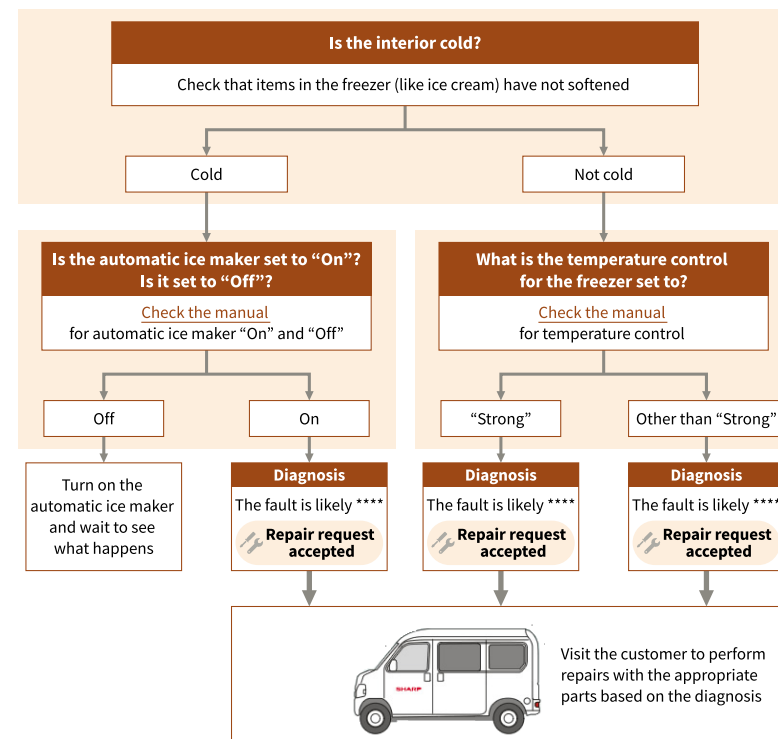 Is the interior cold?
Check that items in the freezer (like ice cream) have not softened
Cold
Not cold
Is the automatic ice maker set to “On”?
Is it set to “Off”?
Check the manual
for automatic ice maker “On” and “Off”
What is the temperature control
for the freezer set to?
Check the manual
for temperature control
Off
On
“Strong”
Other than “Strong”
Turn on the
automatic ice maker
and wait to see
what happens
Diagnosis
The fault is likely ****
Repair request
accepted
Diagnosis
The fault is likely ****
Repair request
accepted
Diagnosis
The fault is likely ****
Repair request
accepted
SHARP
Visit the customer to perform
repairs with the appropriate
parts based on the diagnosis